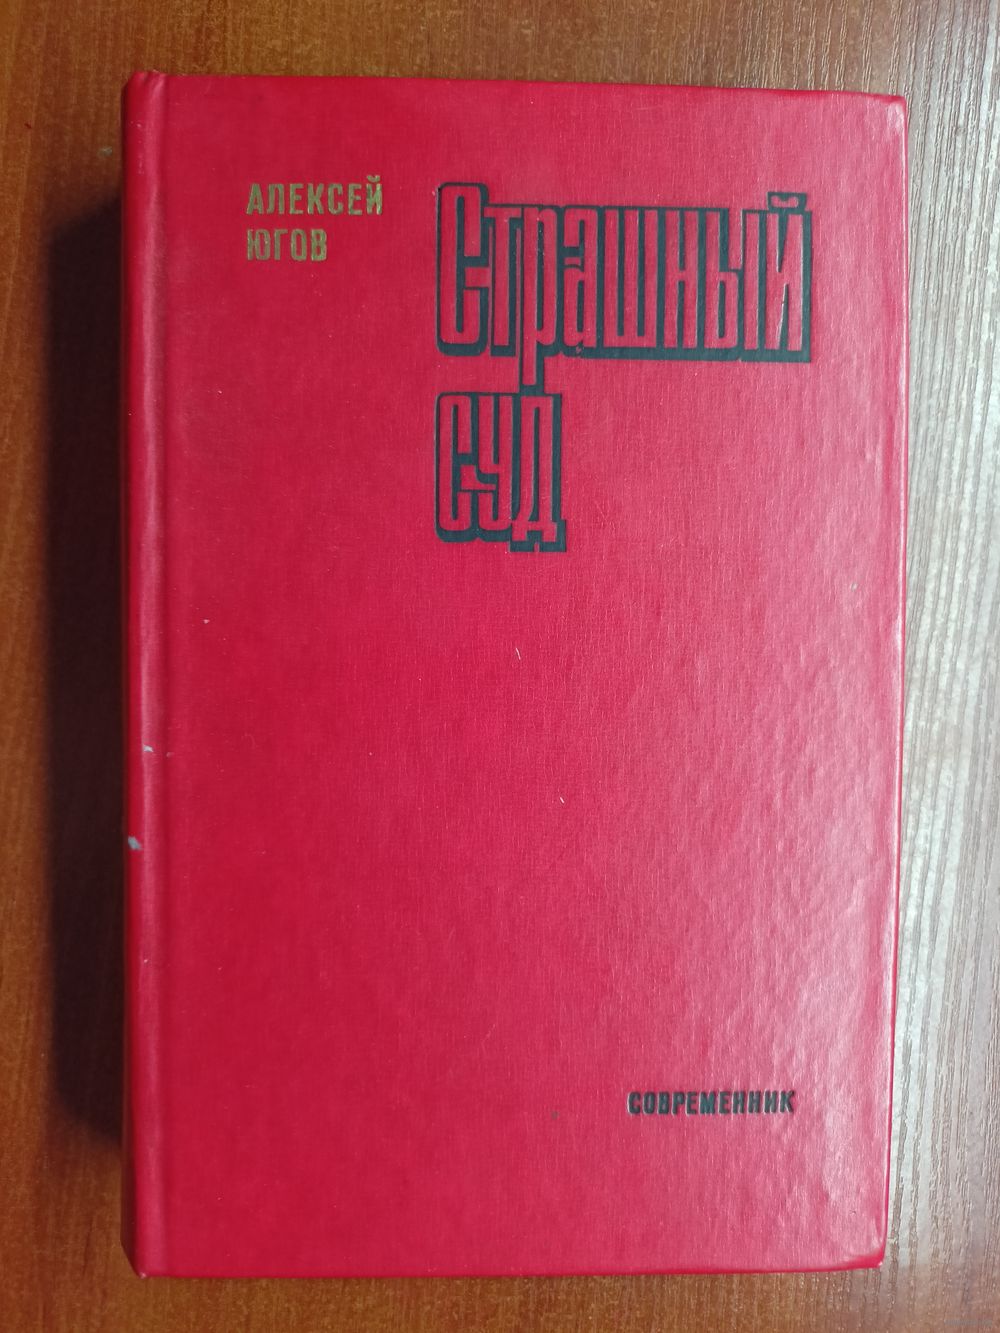 АЛЕКСЕЙ
ЮГОВ
Страшный
суд
СОВРЕМЕННИК